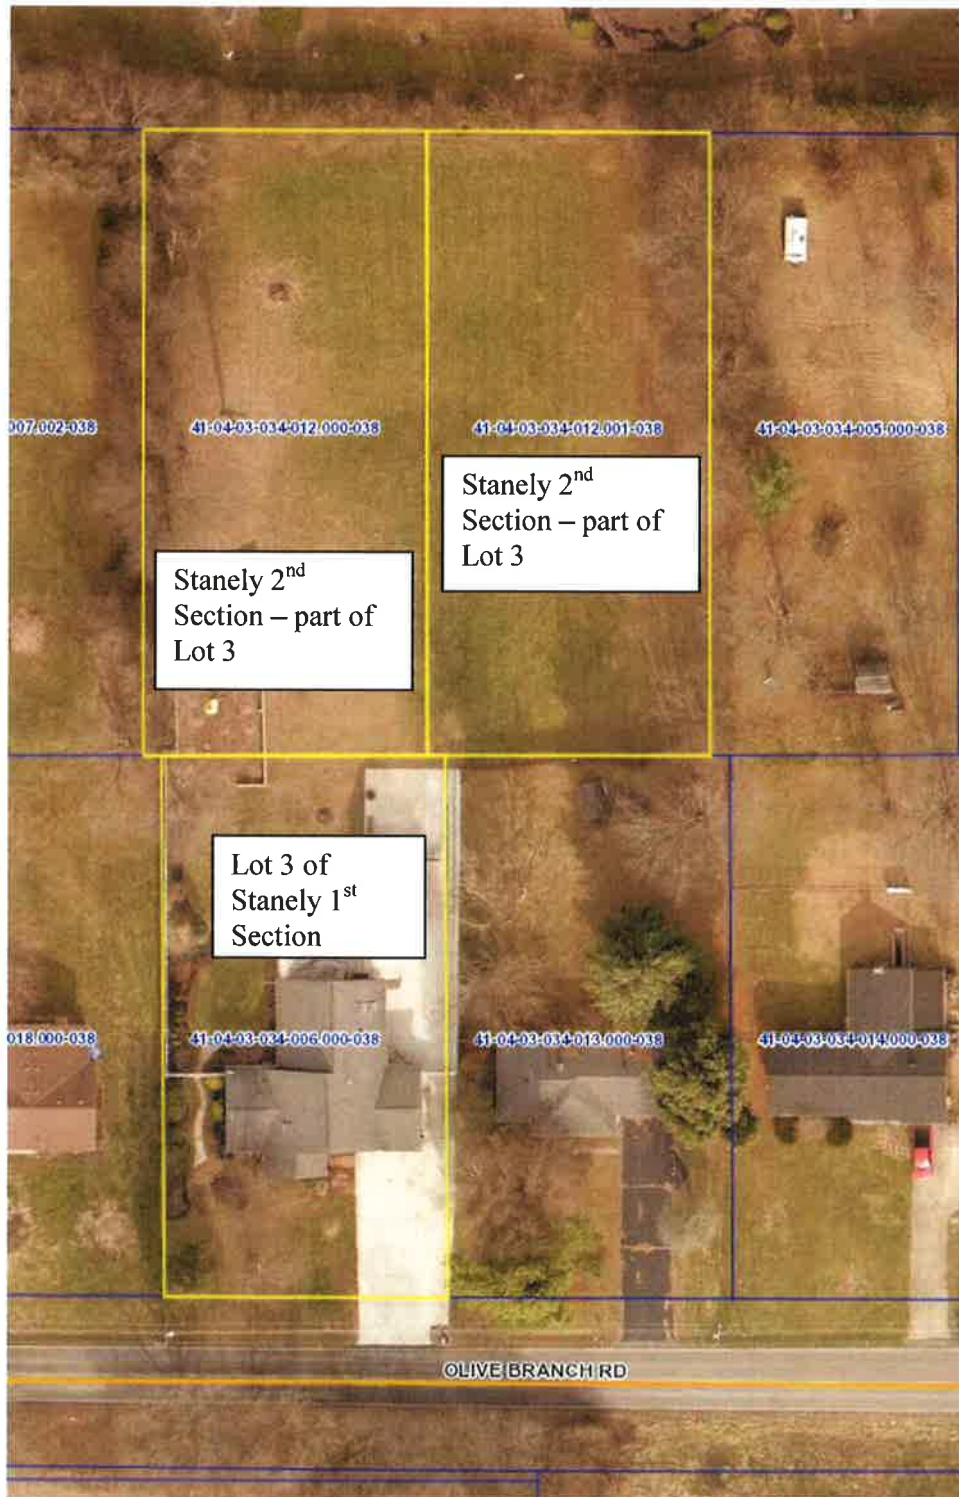 007.002-038
41-04-03-034-012.000-038
41-04-03-034-012.001-038
41-04-03-034-005.000-038
Stanely 2nd
Section – part of
Lot 3
Stanely 2nd
Section – part of
Lot 3
Lot 3 of
Stanely 1st
Section
018.000-038
41-04-03-034-006.000-038
41-04-03-034-013.000-038
41-04-03-034-014.000-038
OLIVE BRANCH RD